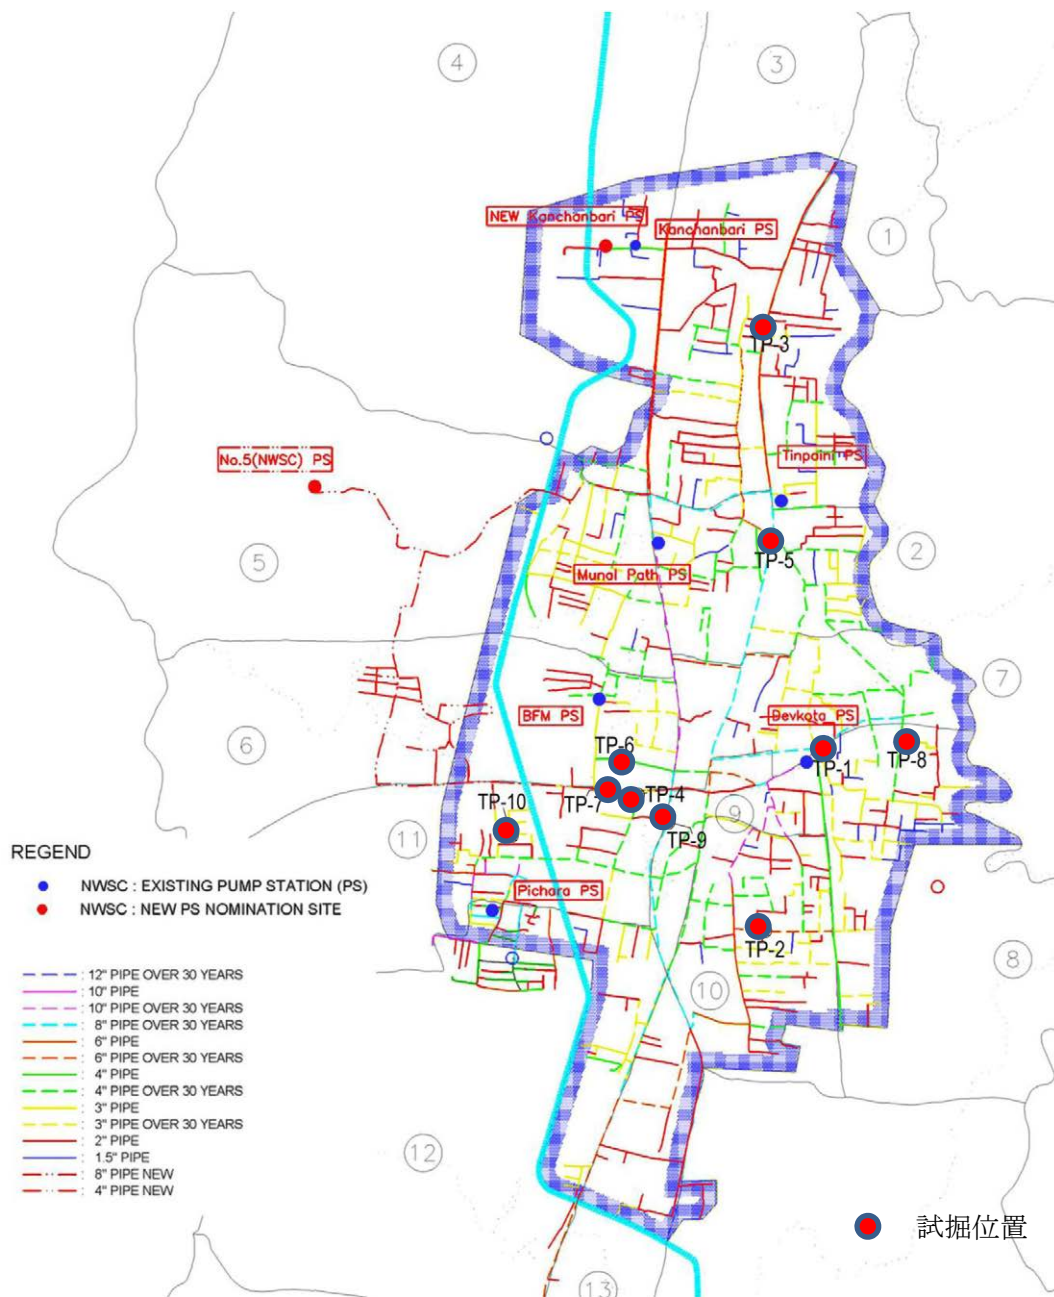 4
3
NEW Kanchanbari PS
Kanchanbari PS
1
TP-3
No.5(NWSC) PS
Tinpaini PS
5
2
TP-5
Munal Path PS
7
BFM PS
Devkota PS
6
TP-6
TP-1
TP-8
TP-10
TP-7
TP-4
9
11
TP-9
REGEND
NWSC : EXISTING PUMP STATION (PS)
NWSC : NEW PS NOMINATION SITE
Pichara PS
TP-2
8
10
12" PIPE OVER 30 YEARS
10" PIPE
10" PIPE OVER 30 YEARS
8" PIPE OVER 30 YEARS
6" PIPE
6" PIPE OVER 30 YEARS
4" PIPE
4" PIPE OVER 30 YEARS
3" PIPE
3" PIPE OVER 30 YEARS
2" PIPE
1.5" PIPE
8" PIPE NEW
4" PIPE NEW
12
試掘位置
13